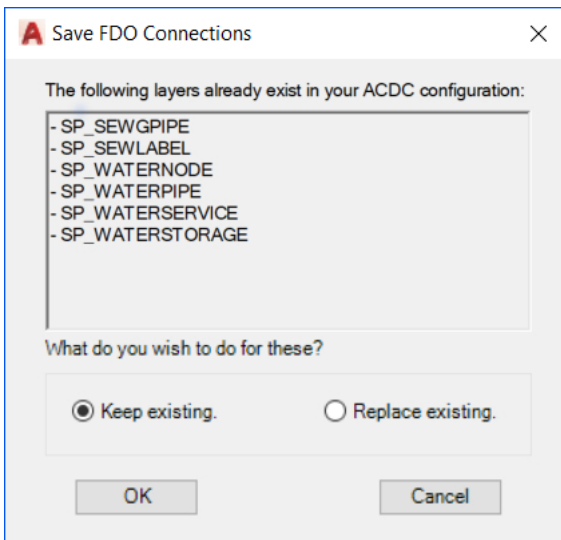 Save FDO Connections
The following layers already exist in your ACDC configuration:
- SP_SEWGPIPE
- SP_SEWLABEL
- SP_WATERNODE
- SP_WATERPIPE
- SP_WATERSERVICE
- SP_WATERSTORAGE
What do you wish to do for these?
Keep existing. Replace existing.
OK Cancel